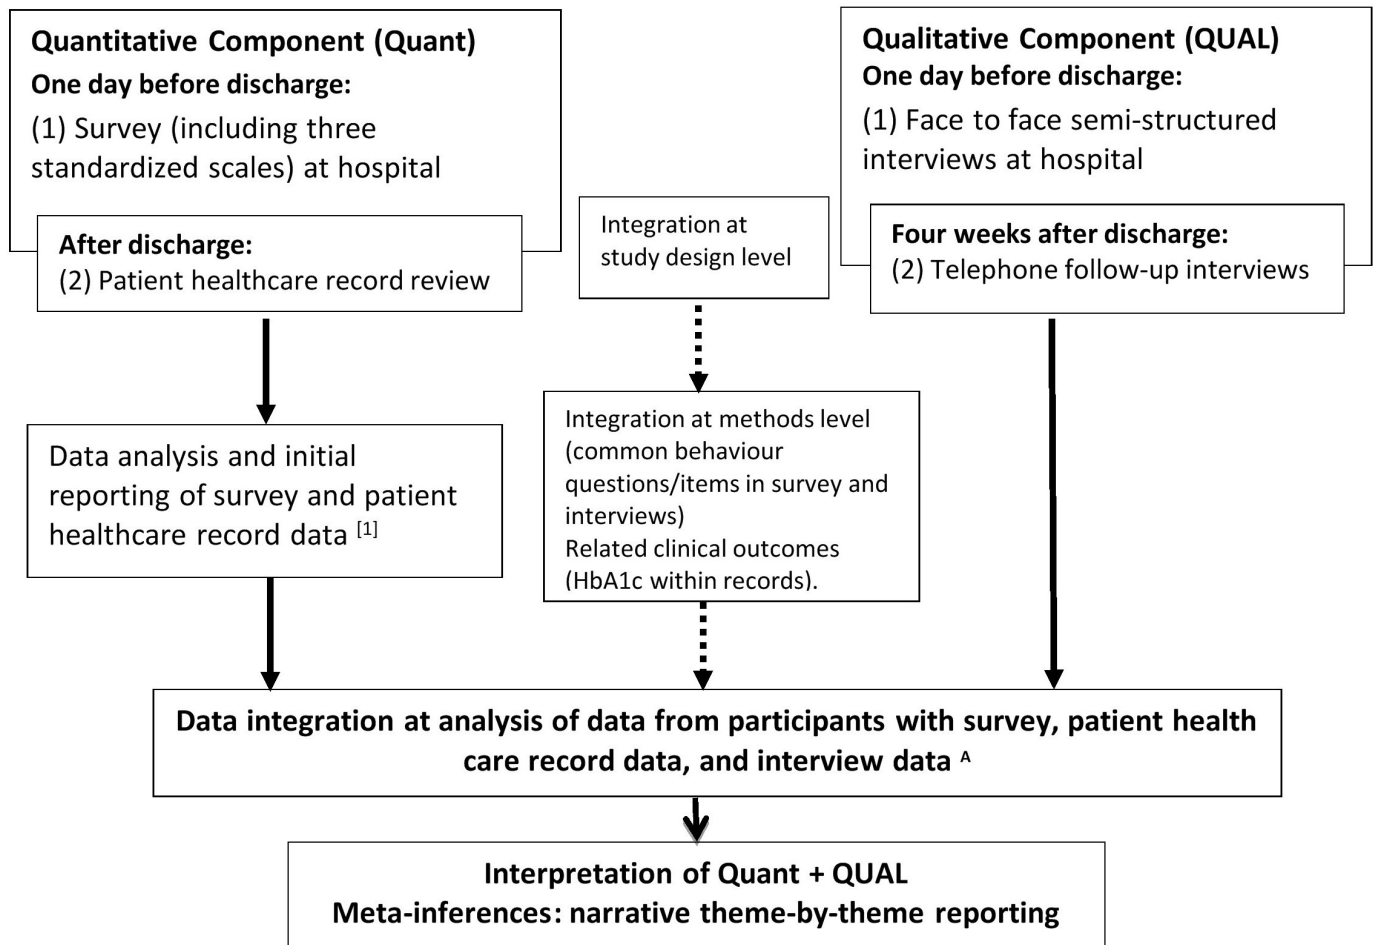 Quantitative Component (Quant)
One day before discharge:
(1) Survey (including three
standardized scales) at hospital
After discharge:
(2) Patient healthcare record review
Integration at
study design level
Qualitative Component (QUAL)
One day before discharge:
(1) Face to face semi-structured
interviews at hospital
Four weeks after discharge:
(2) Telephone follow-up interviews
Data analysis and initial
reporting of survey and patient
healthcare record data [1]
Integration at methods level
(common behaviour
questions/items in survey and
interviews)
Related clinical outcomes
(HbA1c within records).
Data integration at analysis of data from participants with survey, patient health
care record data, and interview data A
Interpretation of Quant + QUAL
Meta-inferences: narrative theme-by-theme reporting